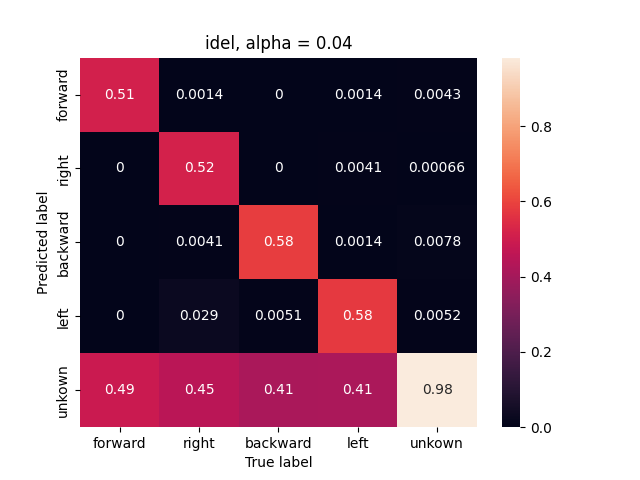 idel, alpha = 0.04
forward 0.51 0.0014 0 0.0014 0.0043
right 0 0.52 0 0.0041 0.00066
backward 0 0.0041 0.58 0.0014 0.0078
left 0 0.029 0.0051 0.58 0.0052
unkown 0.49 0.45 0.41 0.41 0.98
forward right backward left unkown
True label
Predicted label
0.8
0.6
0.4
0.2
0.0